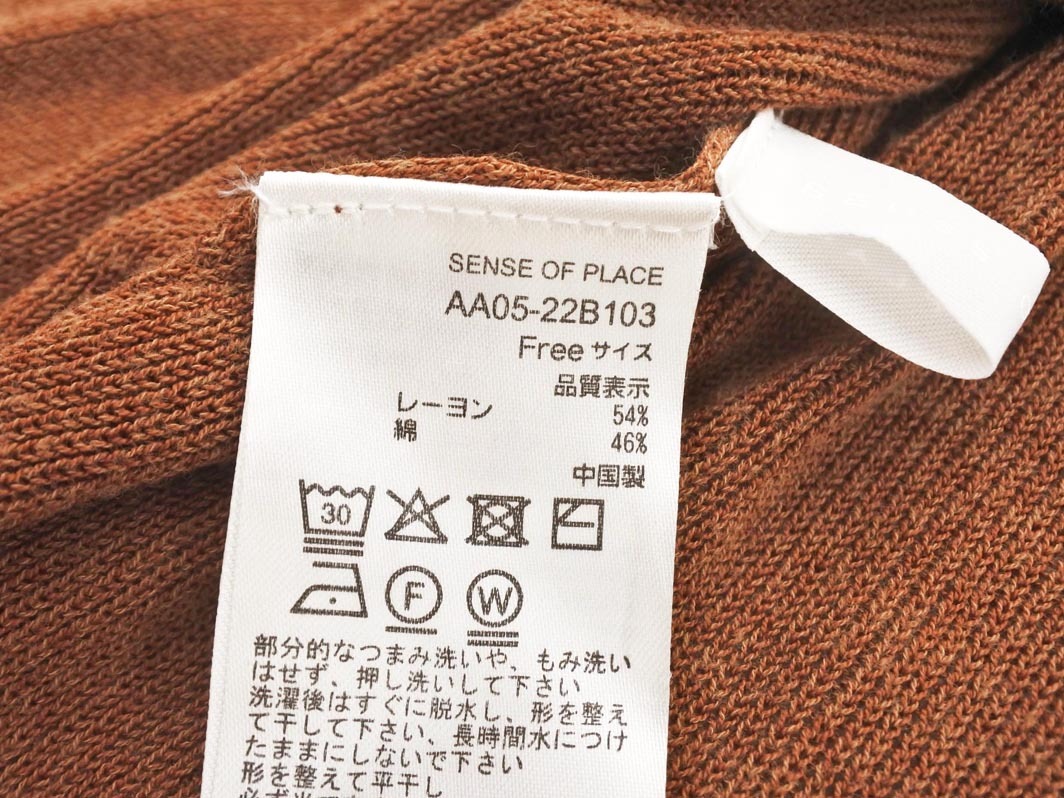 SENSE OF PLACE
AA05-22B103
Free サイズ
品質表示
レーヨン 54%
綿 46%
中国製
30
F W
部分的なつまみ洗いや、もみ洗い
はせず、押し洗いして下さい
洗濯後はすぐに脱水し、形を整え
て干して下さい、長時間水につけ
たままにしないで下さい
形を整えて平干し